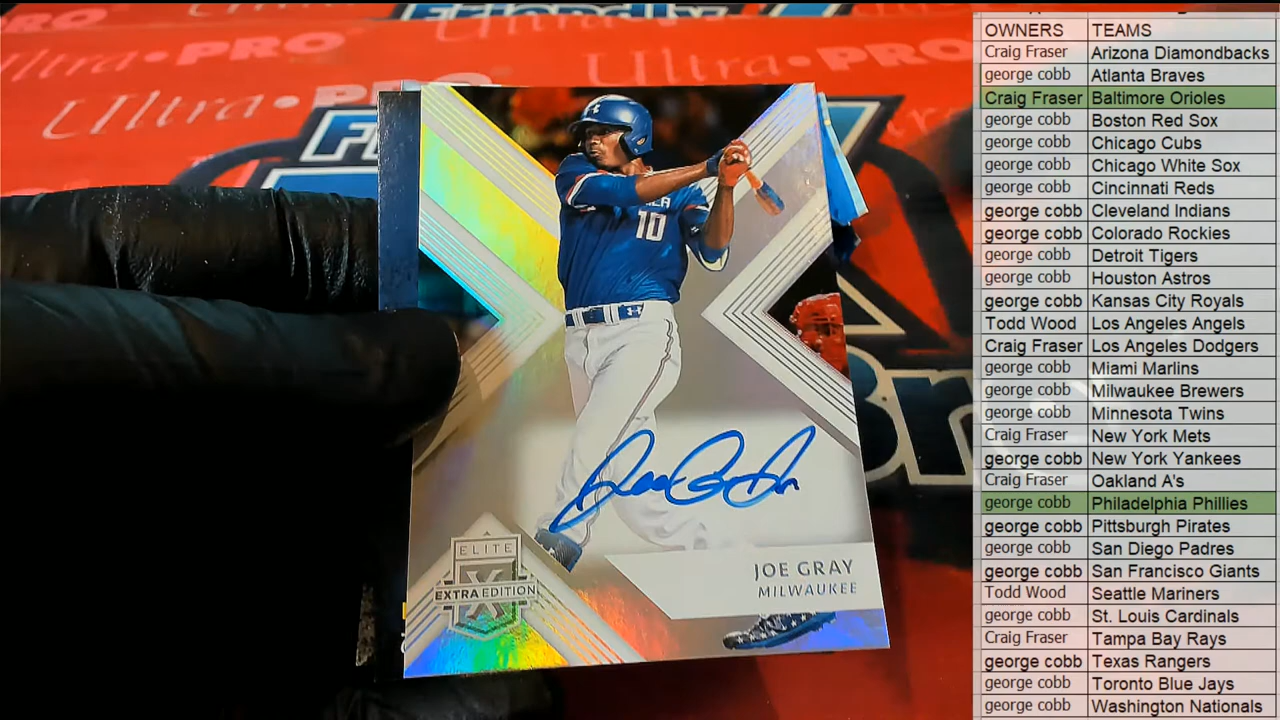 Friendly
Ultra•PRO
Ultra•PRO
Ultra•PRO
10
JOE GRAY
MILWAUKEE
ELITE
X
EXTRA EDITION
OWNERS TEAMS
Craig Fraser Arizona Diamondbacks
george cobb Atlanta Braves
Craig Fraser Baltimore Orioles
george cobb Boston Red Sox
george cobb Chicago Cubs
george cobb Chicago White Sox
george cobb Cincinnati Reds
george cobb Cleveland Indians
george cobb Colorado Rockies
george cobb Detroit Tigers
george cobb Houston Astros
george cobb Kansas City Royals
Todd Wood Los Angeles Angels
Craig Fraser Los Angeles Dodgers
george cobb Miami Marlins
george cobb Milwaukee Brewers
george cobb Minnesota Twins
Craig Fraser New York Mets
george cobb New York Yankees
Craig Fraser Oakland A's
george cobb Philadelphia Phillies
george cobb Pittsburgh Pirates
george cobb San Diego Padres
george cobb San Francisco Giants
Todd Wood Seattle Mariners
george cobb St. Louis Cardinals
Craig Fraser Tampa Bay Rays
george cobb Texas Rangers
george cobb Toronto Blue Jays
george cobb Washington Nationals